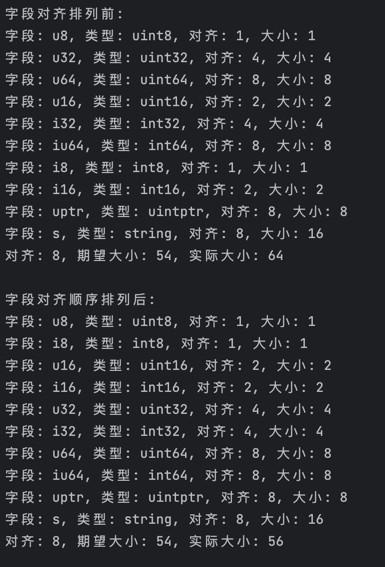 字段对齐排列前:
字段: u8, 类型: uint8, 对齐: 1, 大小: 1
字段: u32, 类型: uint32, 对齐: 4, 大小: 4
字段: u64, 类型: uint64, 对齐: 8, 大小: 8
字段: u16, 类型: uint16, 对齐: 2, 大小: 2
字段: i32, 类型: int32, 对齐: 4, 大小: 4
字段: iu64, 类型: int64, 对齐: 8, 大小: 8
字段: i8, 类型: int8, 对齐: 1, 大小: 1
字段: i16, 类型: int16, 对齐: 2, 大小: 2
字段: uptr, 类型: uintptr, 对齐: 8, 大小: 8
字段: s, 类型: string, 对齐: 8, 大小: 16
对齐: 8, 期望大小: 54, 实际大小: 64

字段对齐顺序排列后:
字段: u8, 类型: uint8, 对齐: 1, 大小: 1
字段: i8, 类型: int8, 对齐: 1, 大小: 1
字段: u16, 类型: uint16, 对齐: 2, 大小: 2
字段: i16, 类型: int16, 对齐: 2, 大小: 2
字段: u32, 类型: uint32, 对齐: 4, 大小: 4
字段: i32, 类型: int32, 对齐: 4, 大小: 4
字段: u64, 类型: uint64, 对齐: 8, 大小: 8
字段: iu64, 类型: int64, 对齐: 8, 大小: 8
字段: uptr, 类型: uintptr, 对齐: 8, 大小: 8
字段: s, 类型: string, 对齐: 8, 大小: 16
对齐: 8, 期望大小: 54, 实际大小: 56